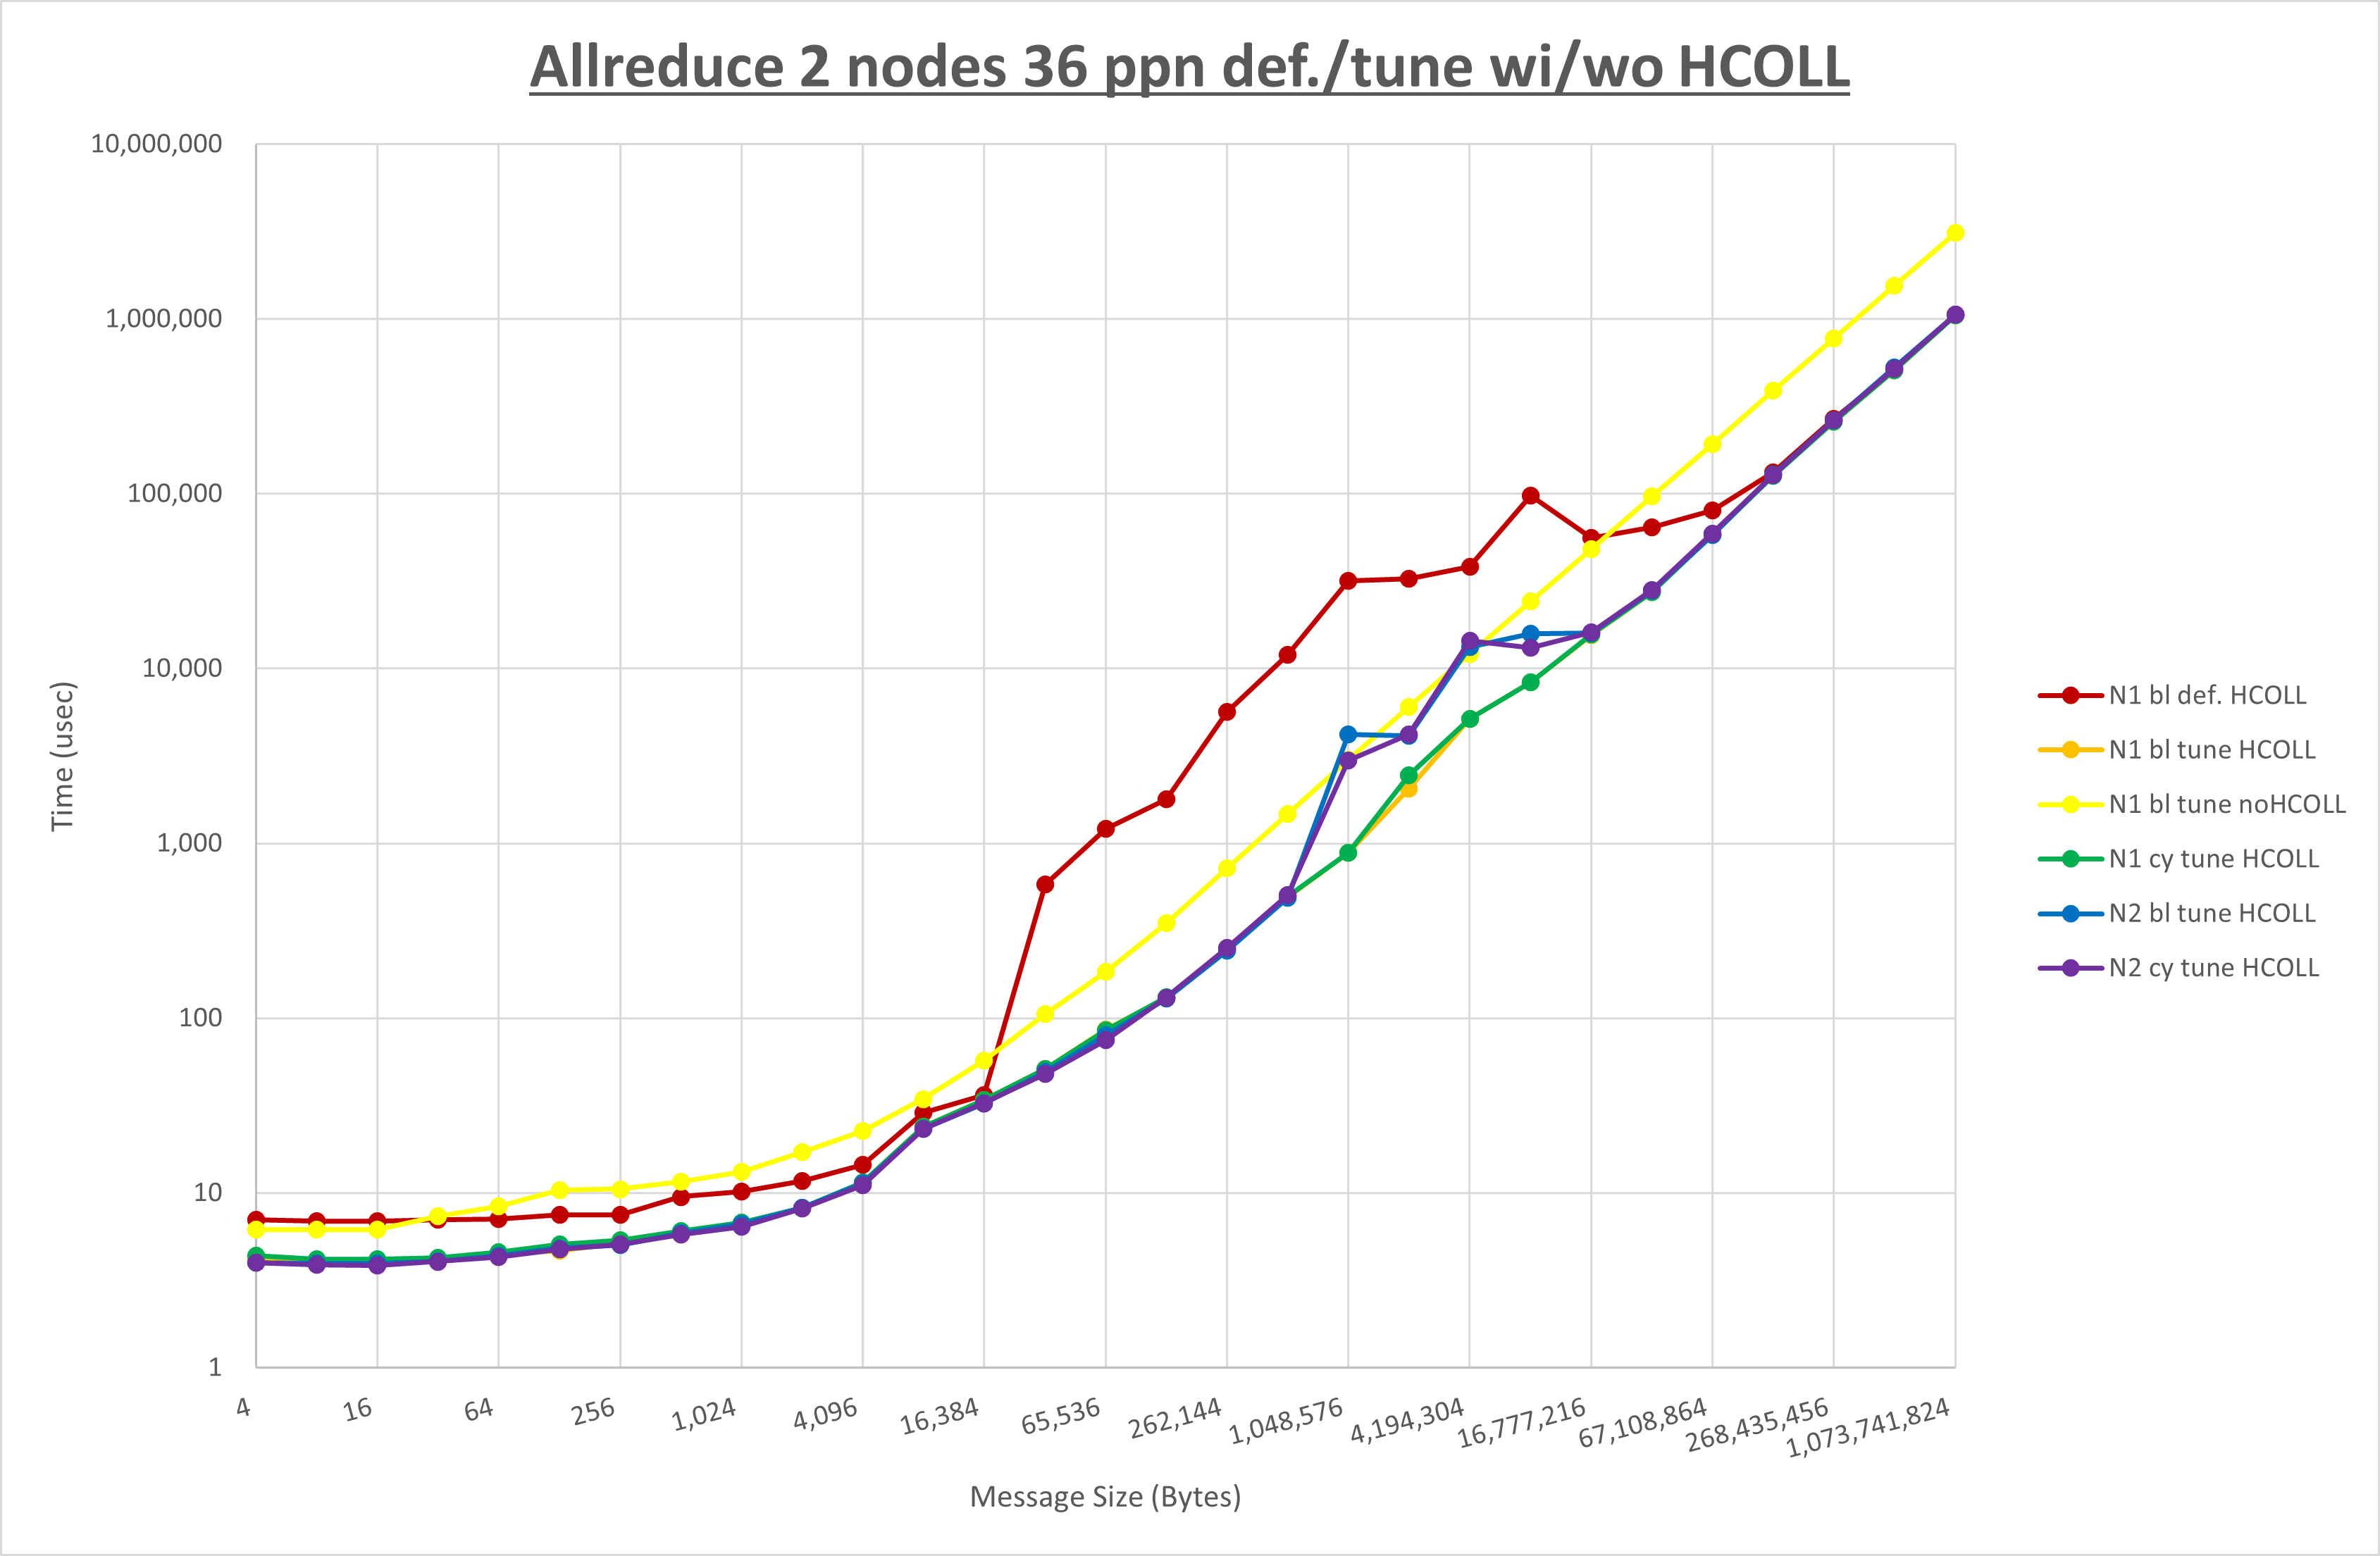 Allreduce 2 nodes 36 ppn def./tune wi/wo HCOLL
10,000,000
1,000,000
100,000
10,000
1,000
100
10
1
Time (usec)
4
16
64
256
1,024
4,096
16,384
65,536
262,144
1,048,576
4,194,304
16,777,216
67,108,864
268,435,456
1,073,741,824
Message Size (Bytes)
N1 bl def. HCOLL
N1 bl tune HCOLL
N1 bl tune noHCOLL
N1 cy tune HCOLL
N2 bl tune HCOLL
N2 cy tune HCOLL